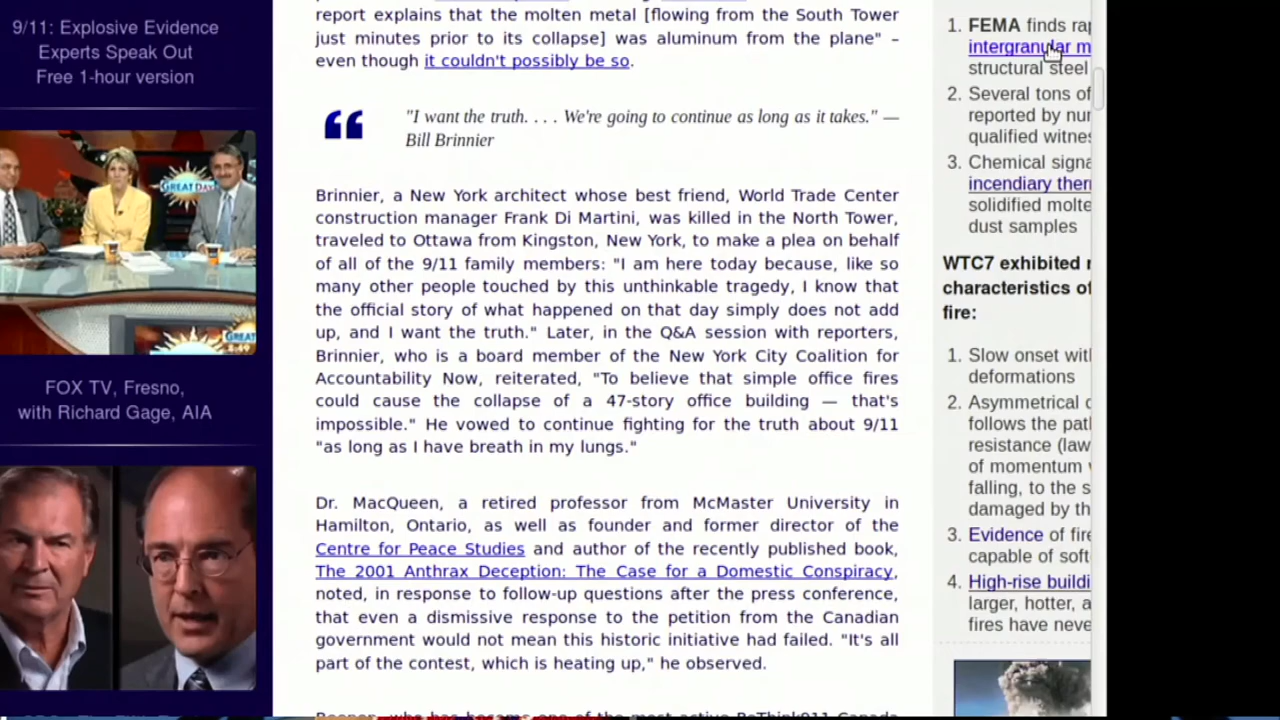 9/11: Explosive Evidence
Experts Speak Out
Free 1-hour version
GREAT DAY
GREAT
FOX TV, Fresno,
with Richard Gage, AIA
report explains that the molten metal [flowing from the South Tower
just minutes prior to its collapse] was aluminum from the plane" –
even though it couldn't possibly be so.
"I want the truth. . . . We're going to continue as long as it takes." —
Bill Brinnier
Brinnier, a New York architect whose best friend, World Trade Center
construction manager Frank Di Martini, was killed in the North Tower,
traveled to Ottawa from Kingston, New York, to make a plea on behalf
of all of the 9/11 family members: "I am here today because, like so
many other people touched by this unthinkable tragedy, I know that
the official story of what happened on that day simply does not add
up, and I want the truth." Later, in the Q&A session with reporters,
Brinnier, who is a board member of the New York City Coalition for
Accountability Now, reiterated, "To believe that simple office fires
could cause the collapse of a 47-story office building — that's
impossible." He vowed to continue fighting for the truth about 9/11
"as long as I have breath in my lungs."
Dr. MacQueen, a retired professor from McMaster University in
Hamilton, Ontario, as well as founder and former director of the
Centre for Peace Studies and author of the recently published book,
The 2001 Anthrax Deception: The Case for a Domestic Conspiracy,
noted, in response to follow-up questions after the press conference,
that even a dismissive response to the petition from the Canadian
government would not mean this historic initiative had failed. "It's all
part of the contest, which is heating up," he observed.
1. FEMA finds
intergranular
structural steel
2. Several tons of
reported by
qualified
3. Chemical
incendiary
solidified
dust samples
WTC7 exhibited
characteristics of
fire:
1. Slow onset
deformations
2. Asymmetrical
follows the
resistance
of momentum
falling, to the
damaged by
3. Evidence of
capable of
4. High-rise
larger, hotter,
fires have